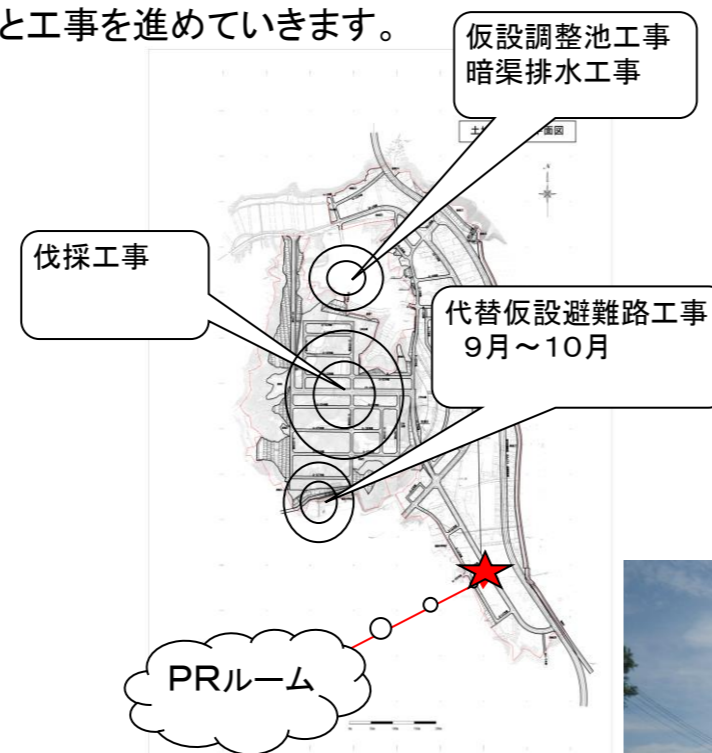 と工事を進めていきます。
仮設調整池工事
暗渠排水工事
伐採工事
代替仮設避難路工事
9月～10月
PRルーム